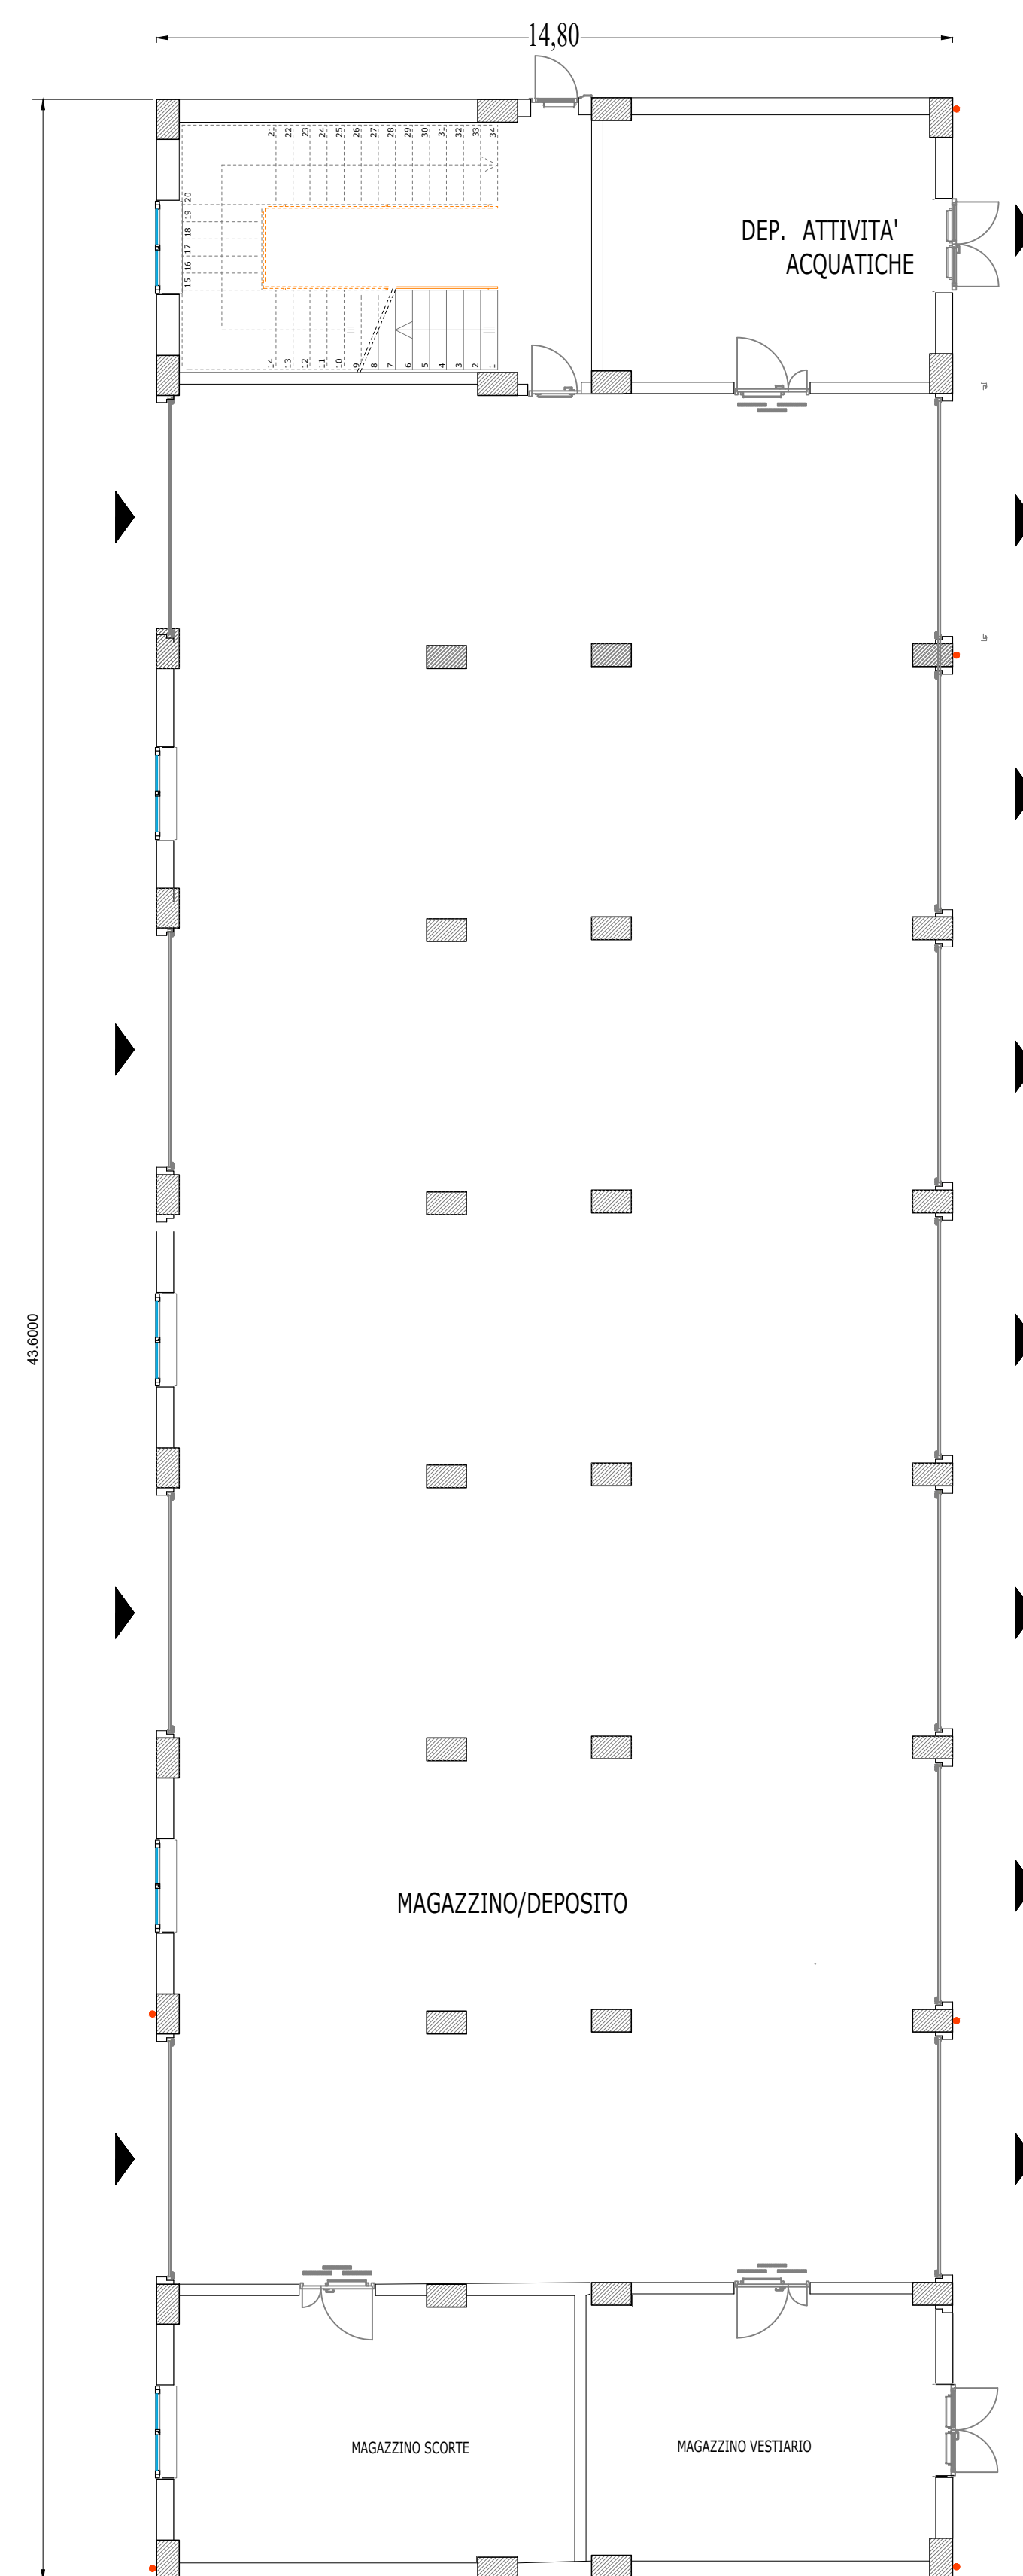 14,80
21 22 23 24 25 26 27 28 29 30 31 32 33 34
20
19
18
17
16
15
DEP. ATTIVITA'
ACQUATICHE
14 13 12 11 10 9 8 7 6 5 4 3 2 1
43.6000
MAGAZZINO/DEPOSITO
MAGAZZINO SCORTE
MAGAZZINO VESTIARIO